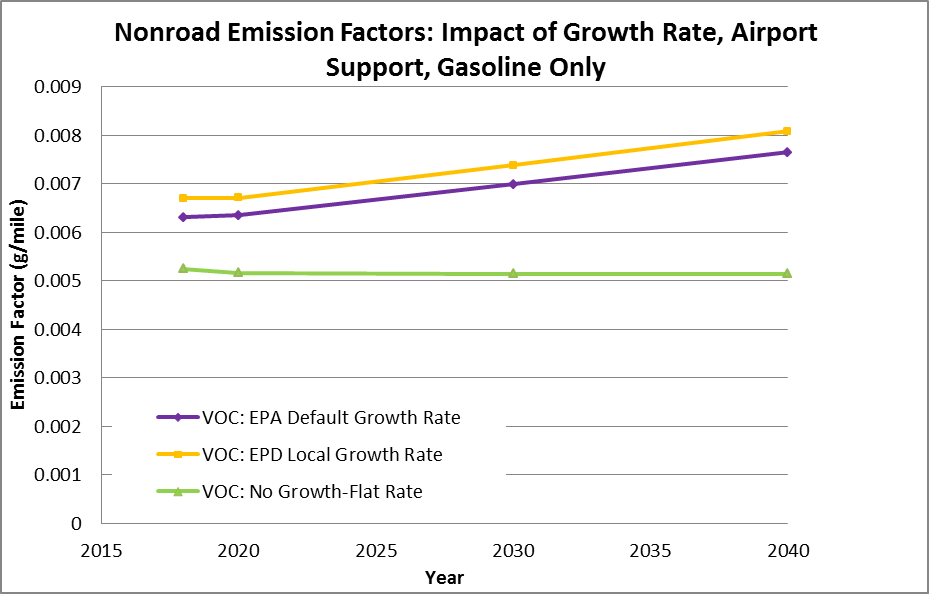 Nonroad Emission Factors: Impact of Growth Rate, Airport
Support, Gasoline Only
0.009
0.008
0.007
0.006
0.005
0.004
0.003
0.002
0.001
0
Emission Factor (g/mile)
VOC: EPA Default Growth Rate
VOC: EPD Local Growth Rate
VOC: No Growth-Flat Rate
2015 2020 2025 2030 2035 2040
Year